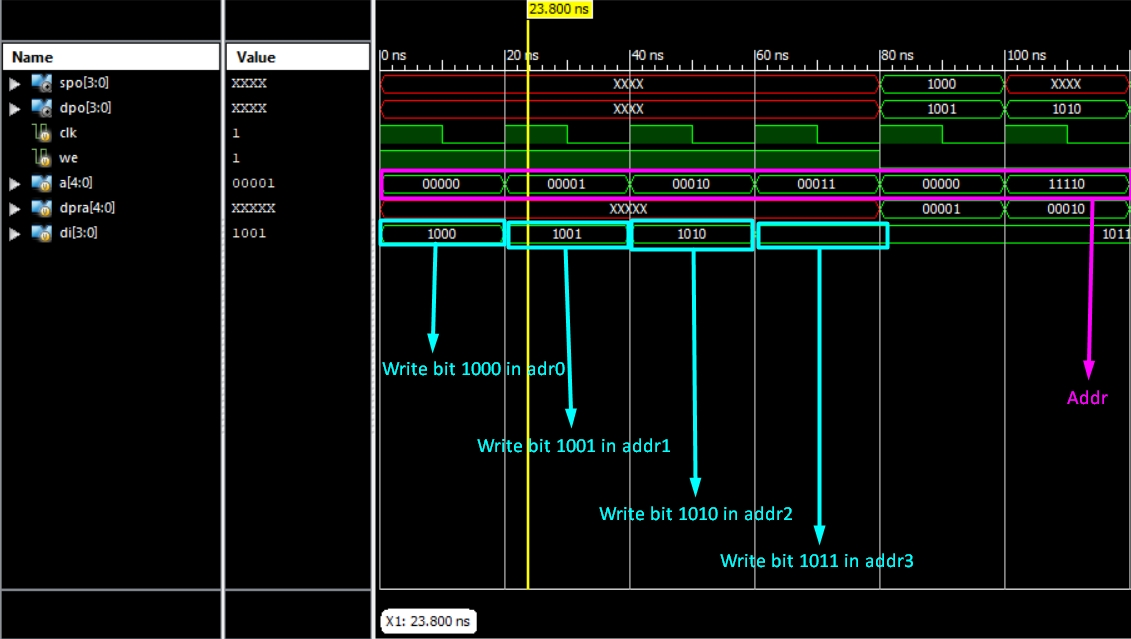 23.800 ns
Name Value
0 ns 20 ns 40 ns 60 ns 80 ns 100 ns
spo[3:0] XXXX XXXX 1000 XXXX
dpo[3:0] XXXX XXXX 1001 1010
clk 1
we 1
a[4:0] 00001 00000 00001 00010 00011 00000 11110
dpra[4:0] XXXXX XXXXX 00001 00010
di[3:0] 1001 1000 1001 1010 1011
Write bit 1000 in adr0
Addr
Write bit 1001 in addr1
Write bit 1010 in addr2
Write bit 1011 in addr3
X1: 23.800 ns